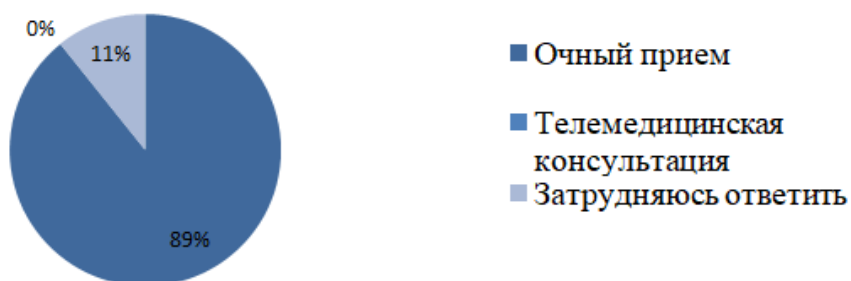 0%
11%
89%
Очный прием
Телемедицинская
консультация
Затрудняюсь ответить